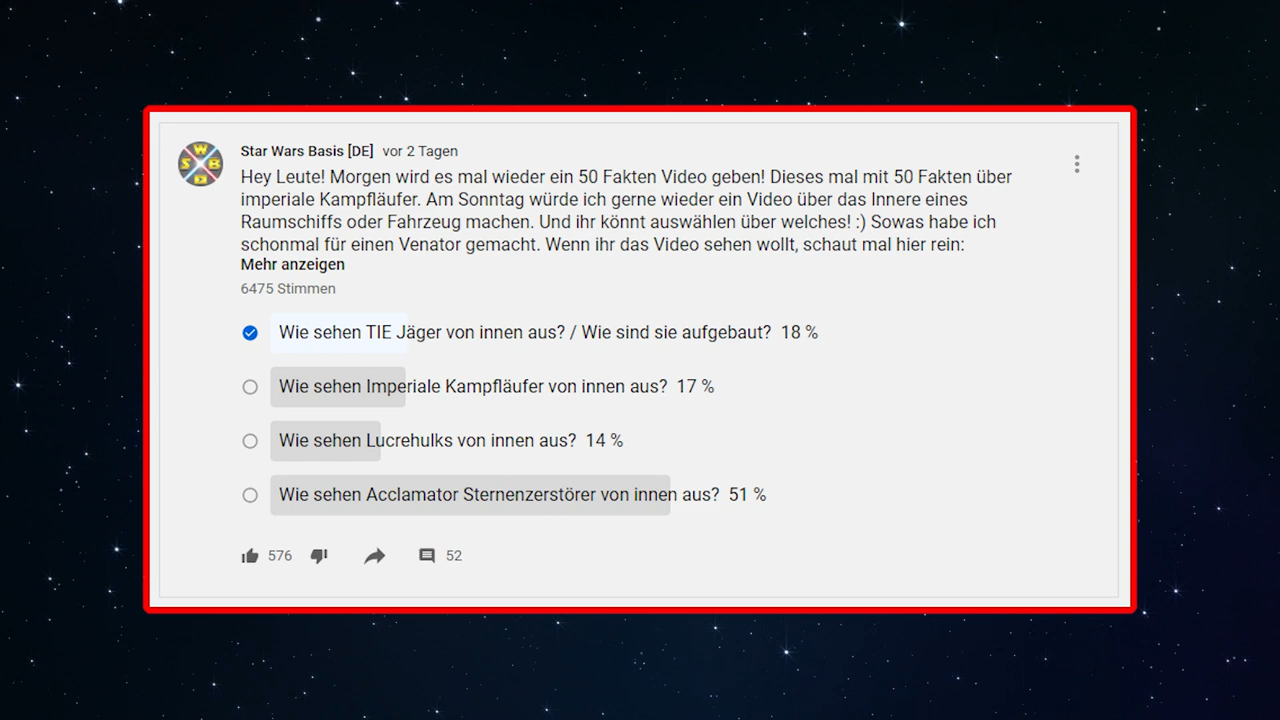 Star Wars Basis [DE] vor 2 Tagen
Hey Leute! Morgen wird es mal wieder ein 50 Fakten Video geben! Dieses mal mit 50 Fakten über
imperiale Kampfläufer. Am Sonntag würde ich gerne wieder ein Video über das Innere eines
Raumschiffs oder Fahrzeug machen. Und ihr könnt auswählen über welches! :) Sowas habe ich
schonmal für einen Venator gemacht. Wenn ihr das Video sehen wollt, schaut mal hier rein:
Mehr anzeigen
6475 Stimmen
Wie sehen TIE Jäger von innen aus? / Wie sind sie aufgebaut? 18 %
Wie sehen Imperiale Kampfläufer von innen aus? 17 %
Wie sehen Lucrehulks von innen aus? 14 %
Wie sehen Acclamator Sternenzerstörer von innen aus? 51 %
576 52